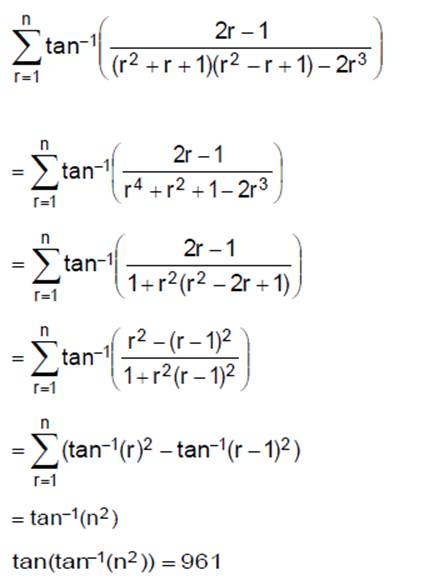 n∑r=1 tan⁻¹((2r – 1)/((r² + r + 1)(r² – r + 1) – 2r³))
= n∑r=1 tan⁻¹((2r – 1)/(r⁴ + r² + 1 – 2r³))
= n∑r=1 tan⁻¹((2r – 1)/(1 + r²(r² – 2r + 1)))
= n∑r=1 tan⁻¹((r² – (r – 1)²)/(1 + r²(r – 1)²))
= n∑r=1 (tan⁻¹(r)² – tan⁻¹(r – 1)²)
= tan⁻¹(n²)
tan(tan⁻¹(n²)) = 961